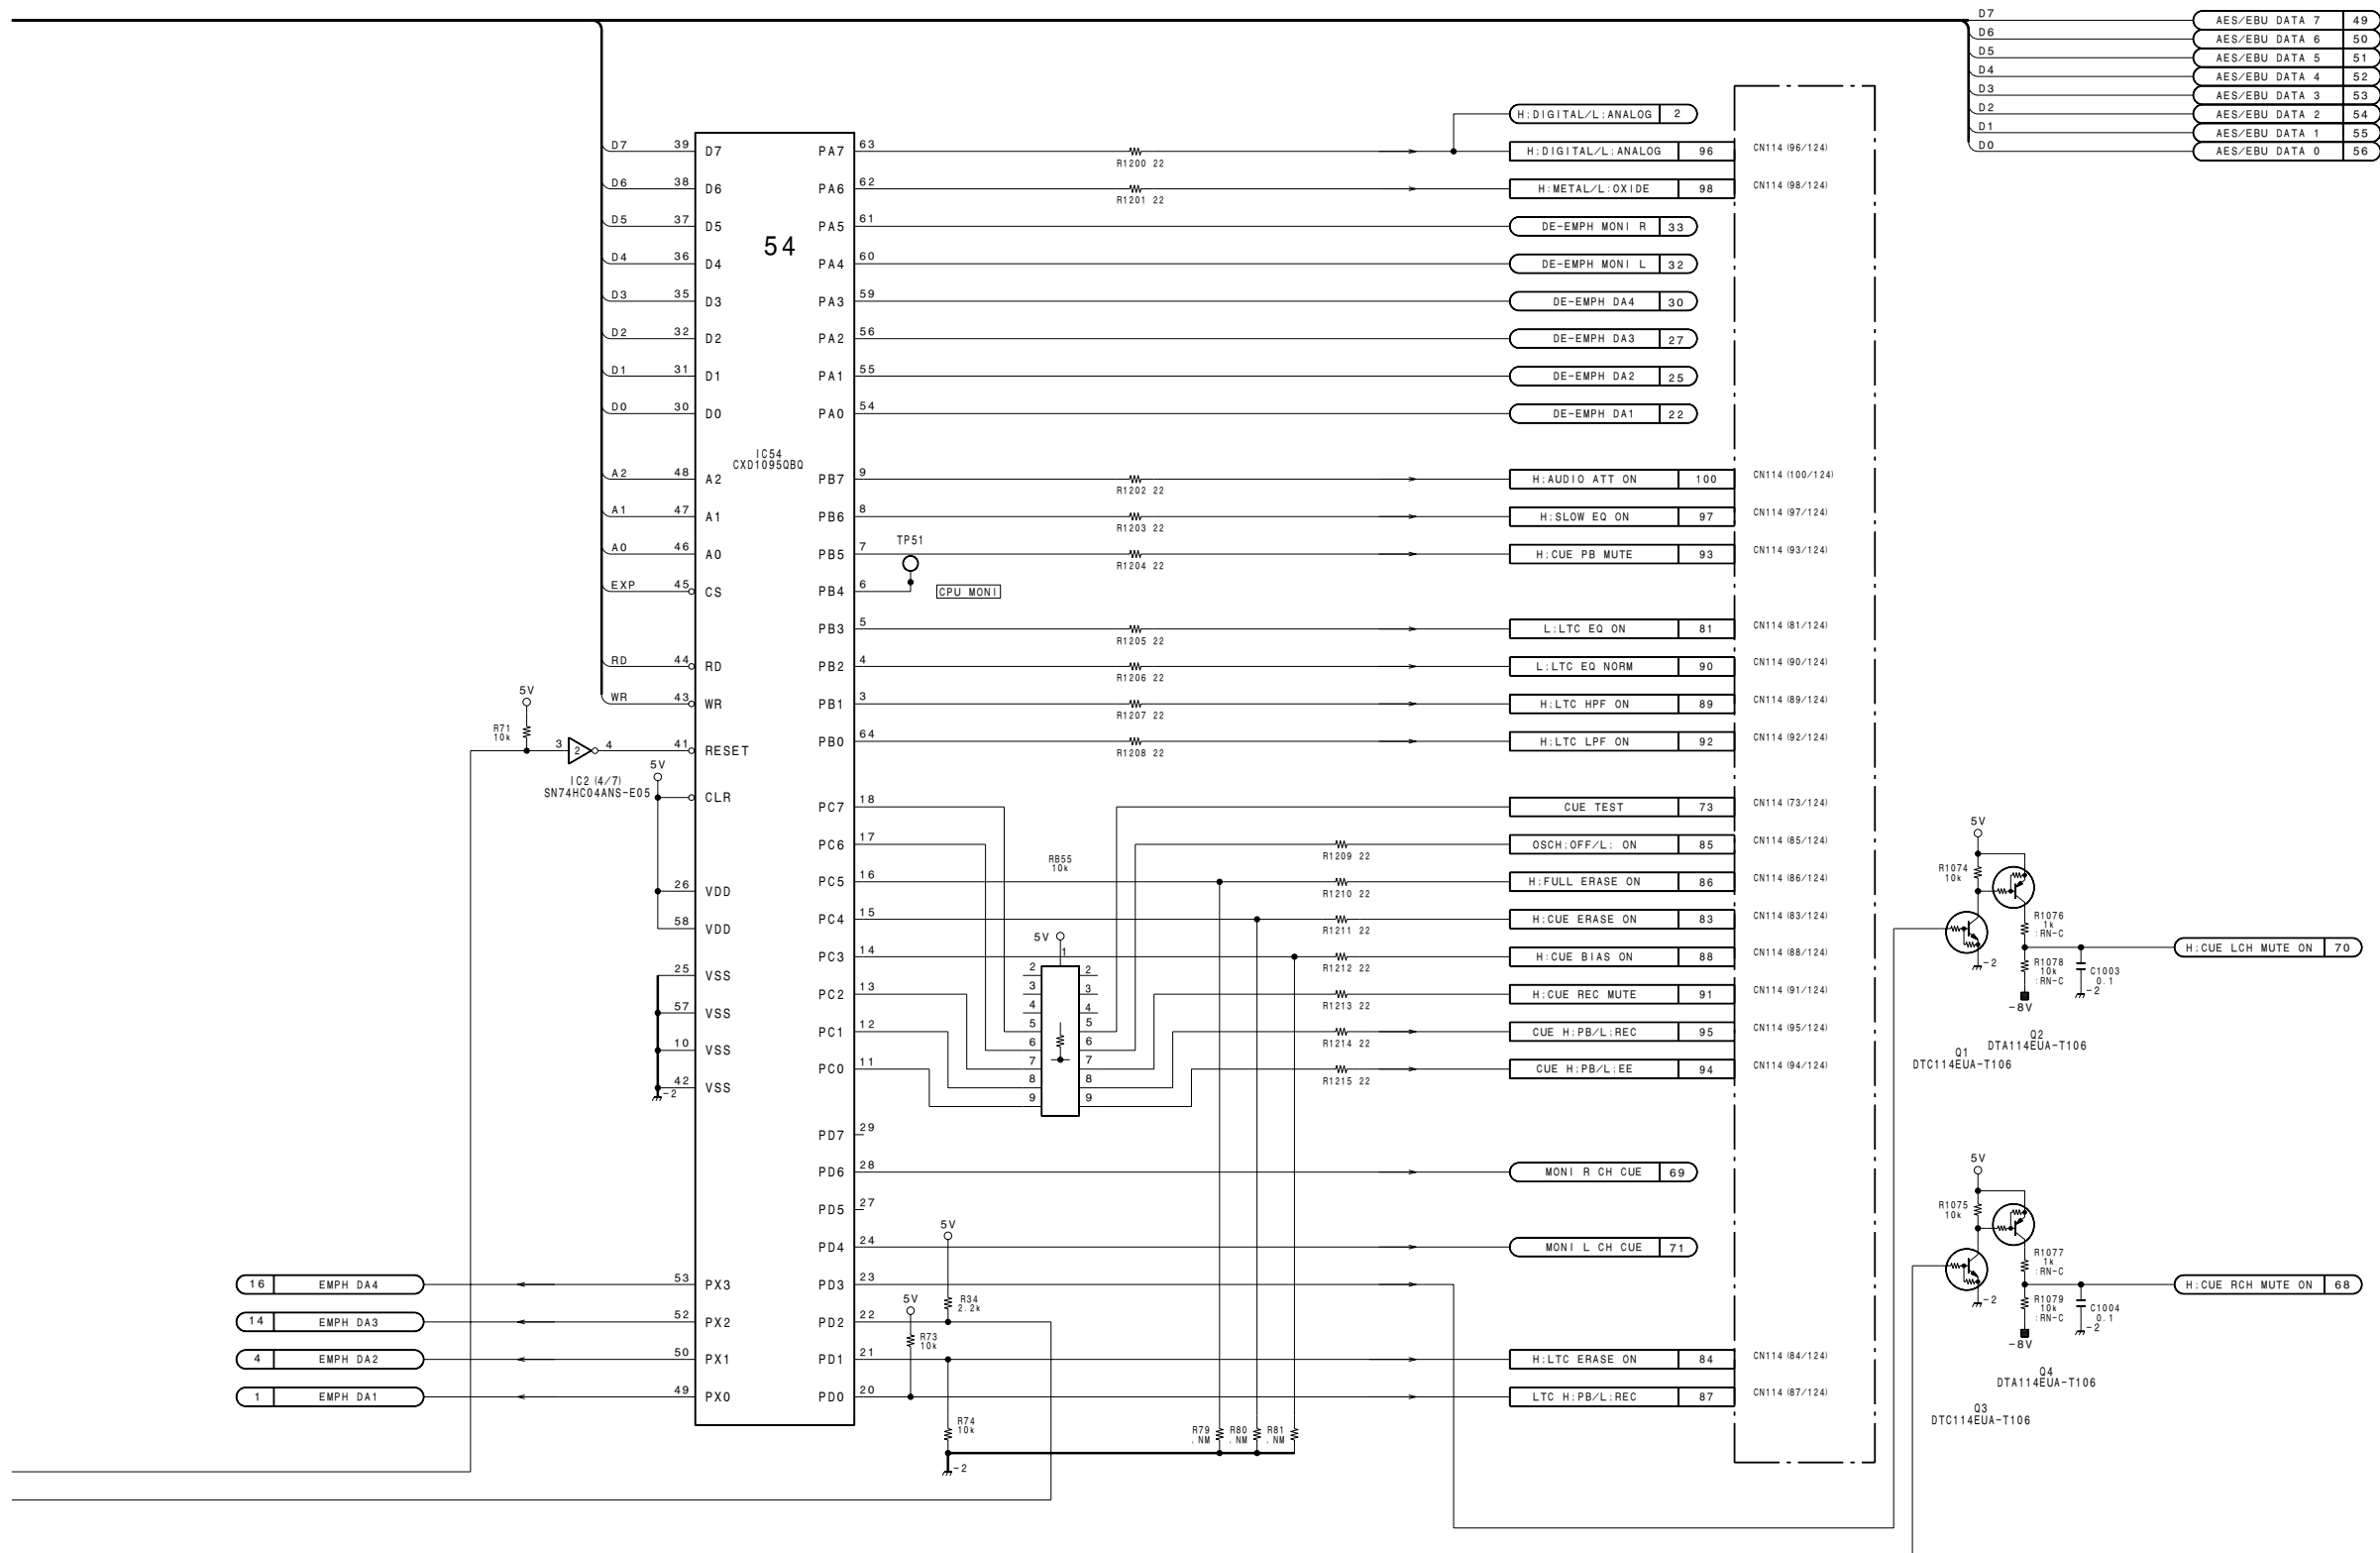 D7 AES/EBU DATA 7 49
D6 AES/EBU DATA 6 50
D5 AES/EBU DATA 5 51
D4 AES/EBU DATA 4 52
D3 AES/EBU DATA 3 53
D2 AES/EBU DATA 2 54
D1 AES/EBU DATA 1 55
D0 AES/EBU DATA 0 56
H:DIGITAL/L:ANALOG 2
D7 39 D7 PA7 63 R1200 22 H:DIGITAL/L:ANALOG 96 CN114 (96/124)
D6 38 D6 PA6 62 R1201 22 H:METAL/L:OXIDE 98 CN114 (98/124)
D5 37 D5 PA5 61 DE-EMPH MONI R 33
54
D4 36 D4 PA4 60 DE-EMPH MONI L 32
D3 35 D3 PA3 59 DE-EMPH DA4 30
D2 32 D2 PA2 56 DE-EMPH DA3 27
D1 31 D1 PA1 55 DE-EMPH DA2 25
D0 30 D0 PA0 54 DE-EMPH DA1 22
IC54
CXD1095QBQ
A2 48 A2 PB7 9 R1202 22 H:AUDIO ATT ON 100 CN114 (100/124)
A1 47 A1 PB6 8 R1203 22 H:SLOW EQ ON 97 CN114 (97/124)
TP51
A0 46 A0 PB5 7 R1204 22 H:CUE PB MUTE 93 CN114 (93/124)
EXP 45 CS PB4 6 CPU MONI
PB3 5 R1205 22 L:LTC EQ ON 81 CN114 (81/124)
RD 44 RD PB2 4 R1206 22 L:LTC EQ NORM 90 CN114 (90/124)
WR 43 WR PB1 3 R1207 22 H:LTC HPF ON 89 CN114 (89/124)
5V
R71
10k
3 2 4 41 RESET PB0 64 R1208 22 H:LTC LPF ON 92 CN114 (92/124)
IC2 (4/7)
SN74HC04ANS-E05
5V
CLR
PC7 18 CUE TEST 73 CN114 (73/124)
PC6 17 R1209 22 OSCH:OFF/L: ON 85 CN114 (85/124)
RB55
10k
26 VDD PC5 16 R1210 22 H:FULL ERASE ON 86 CN114 (86/124)
58 VDD PC4 15 R1211 22 H:CUE ERASE ON 83 CN114 (83/124)
5V 1
PC3 14 R1212 22 H:CUE BIAS ON 88 CN114 (88/124)
25 VSS 2 2
57 VSS PC2 13 3 3 R1213 22 H:CUE REC MUTE 91 CN114 (91/124)
4 4
10 VSS PC1 12 5 5 R1214 22 CUE H:PB/L:REC 95 CN114 (95/124)
6 6
42 VSS PC0 11 7 7 R1215 22 CUE H:PB/L:EE 94 CN114 (94/124)
-2
8 8
9 9
5V
R1074
10k
R1076
1k
:RN-C
H:CUE LCH MUTE ON 70
-2
R1078
10k
:RN-C
C1003
0.1
-2
-8V
Q2
DTA114EUA-T106
Q1
DTC114EUA-T106
PD7 29
PD6 28 MONI R CH CUE 69
PD5 27
5V
PD4 24 MONI L CH CUE 71
16 EMPH DA4 53 PX3 PD3 23
5V
R34
2.2k
14 EMPH DA3 52 PX2 PD2 22
R73
10k
4 EMPH DA2 50 PX1 PD1 21 H:LTC ERASE ON 84 CN114 (84/124)
1 EMPH DA1 49 PX0 PD0 20 LTC H:PB/L:REC 87 CN114 (87/124)
R74
10k
R79
.NM
R80
.NM
R81
.NM
-2
5V
R1075
10k
R1077
1k
:RN-C
H:CUE RCH MUTE ON 68
-2
R1079
10k
:RN-C
C1004
0.1
-2
-8V
Q4
DTA114EUA-T106
Q3
DTC114EUA-T106